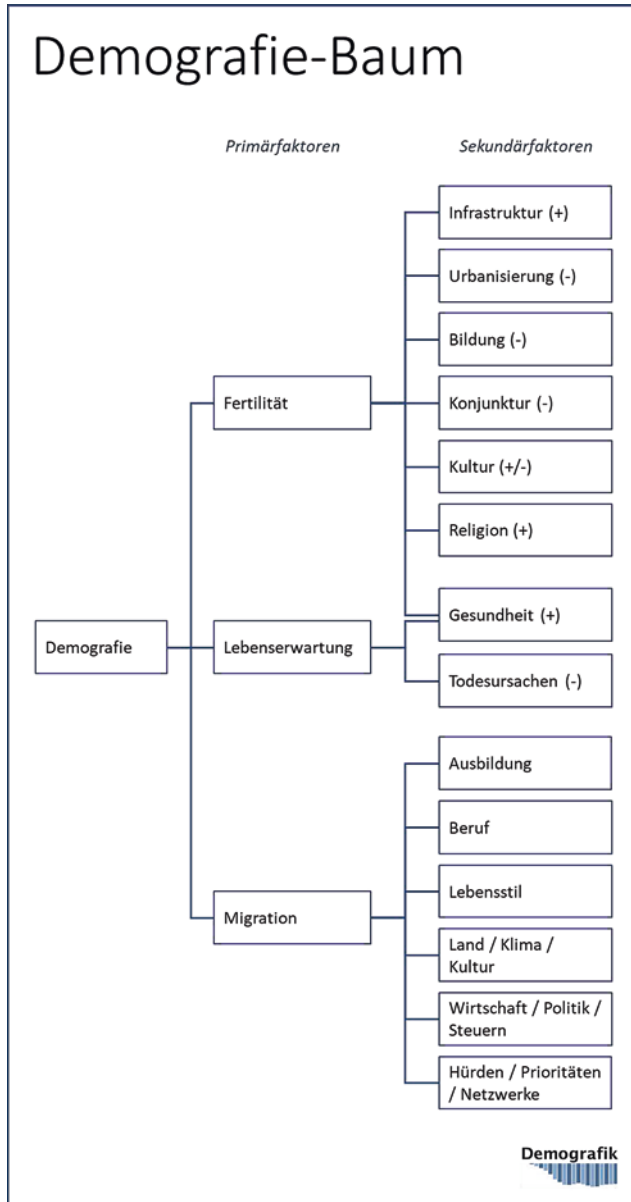 Demografie-Baum
Primärfaktoren
Sekundärfaktoren
Infrastruktur (+)
Urbanisierung (-)
Bildung (-)
Fertilität
Konjunktur (-)
Kultur (+/-)
Religion (+)
Gesundheit (+)
Demografie
Lebenserwartung
Todesursachen (-)
Ausbildung
Beruf
Lebensstil
Migration
Land / Klima /
Kultur
Wirtschaft / Politik /
Steuern
Hürden / Prioritäten
/ Netzwerke
Demografik